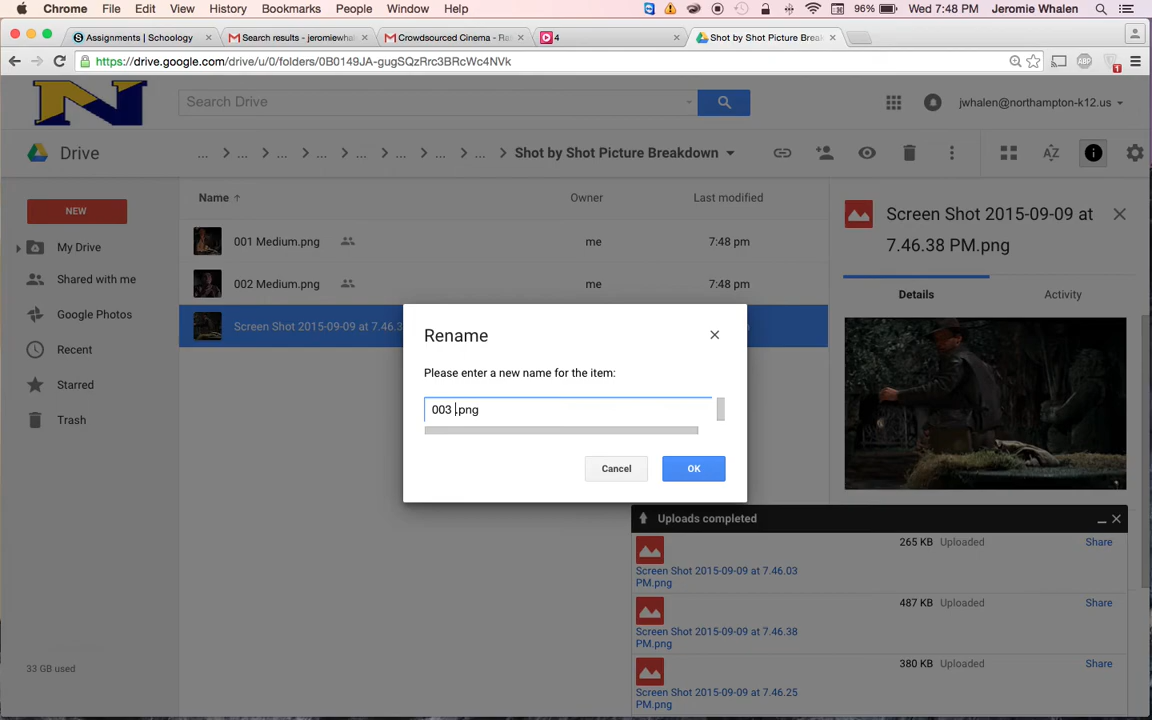 Chrome File Edit View History Bookmarks People Window Help 96% Wed 7:48 PM Jeromie Whalen
Assignments | Schoology Search results - jeromiewha Crowdsourced Cinema - Ra 4 Shot by Shot Picture Break
https://drive.google.com/drive/u/0/folders/0B0149JA-gugSQzRrc3BRcWc4NVk ABP 1
N Search Drive jwhalen@northampton-k12.us
Drive ... > ... > ... > ... > ... > ... > ... > ... > Shot by Shot Picture Breakdown
NEW
My Drive
Shared with me
Google Photos
Recent
Starred
Trash
33 GB used
Name Owner Last modified
001 Medium.png me 7:48 pm
002 Medium.png me 7:48 pm
Screen Shot 2015-09-09 at 7.46.3
Rename
Please enter a new name for the item:
003 .png
Cancel OK
Screen Shot 2015-09-09 at
7.46.38 PM.png
Details Activity
Uploads completed
265 KB Uploaded Share
Screen Shot 2015-09-09 at 7.46.03
PM.png
487 KB Uploaded Share
Screen Shot 2015-09-09 at 7.46.38
PM.png
380 KB Uploaded Share
Screen Shot 2015-09-09 at 7.46.25
PM.png